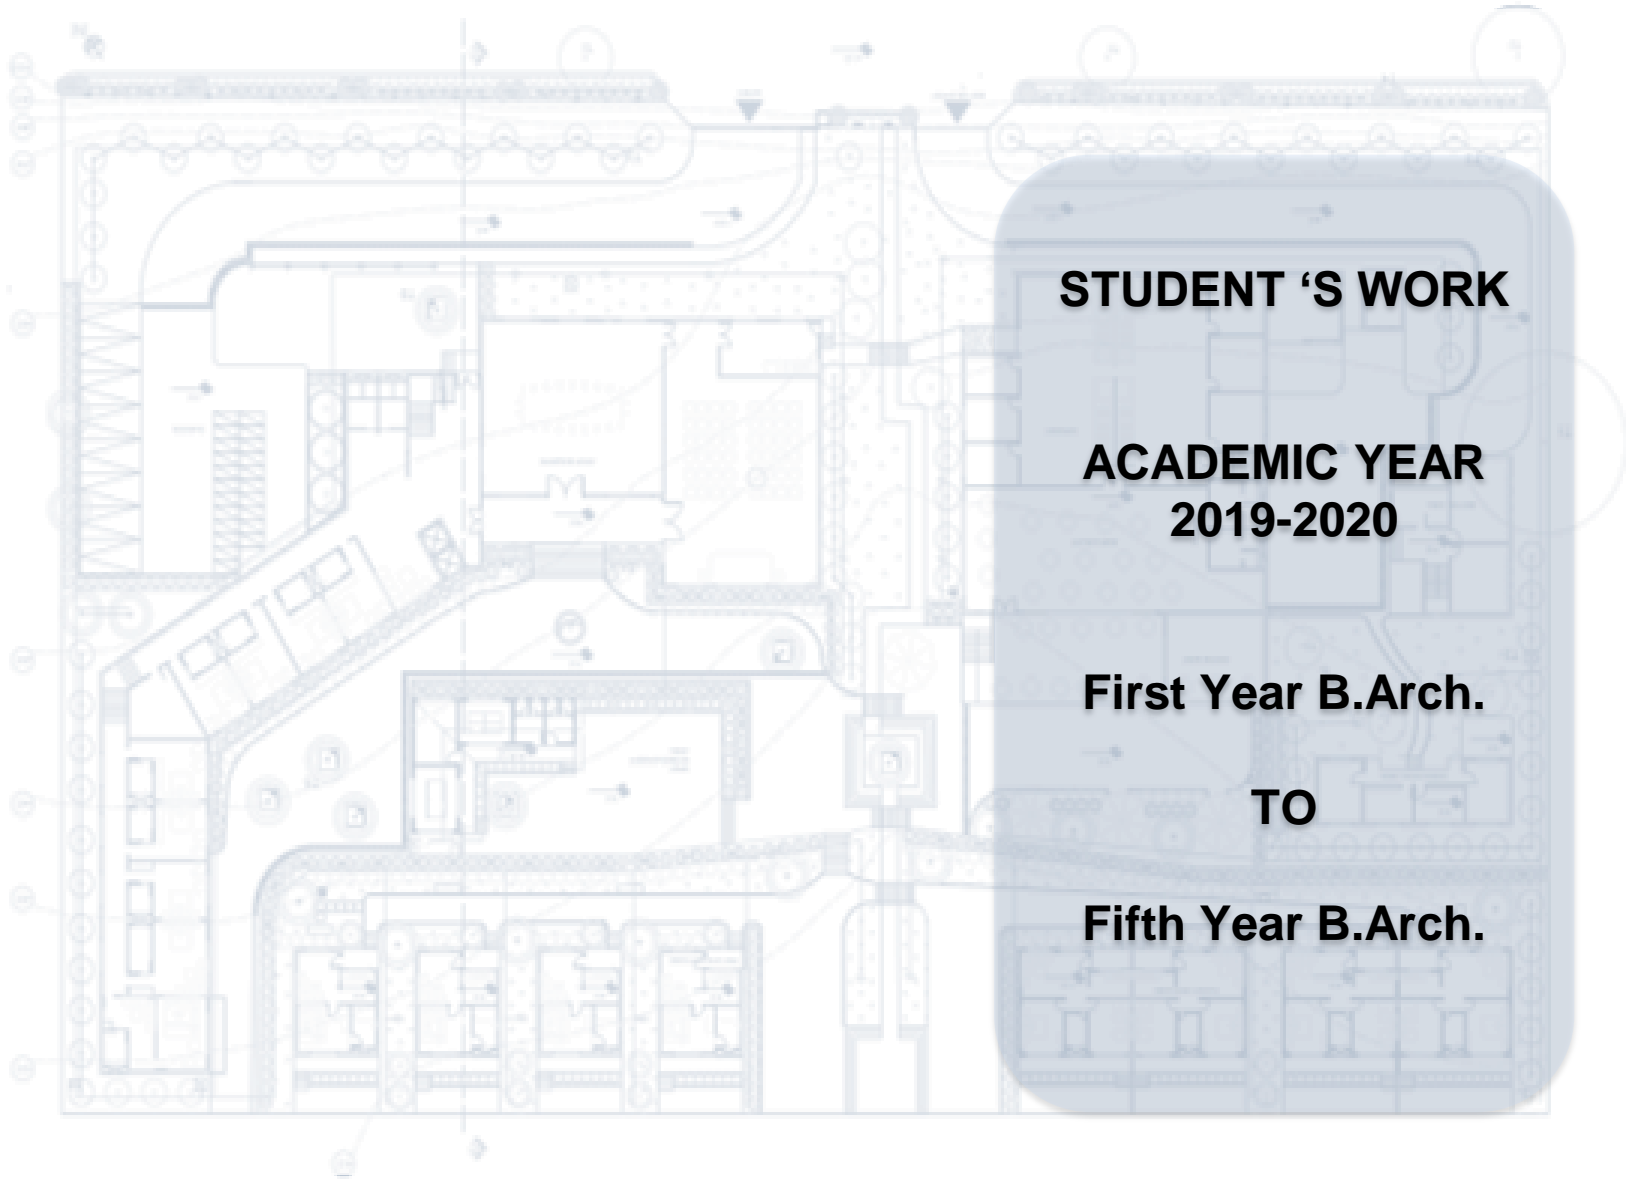 STUDENT ‘S WORK
ACADEMIC YEAR
2019-2020
First Year B.Arch.
TO
Fifth Year B.Arch.